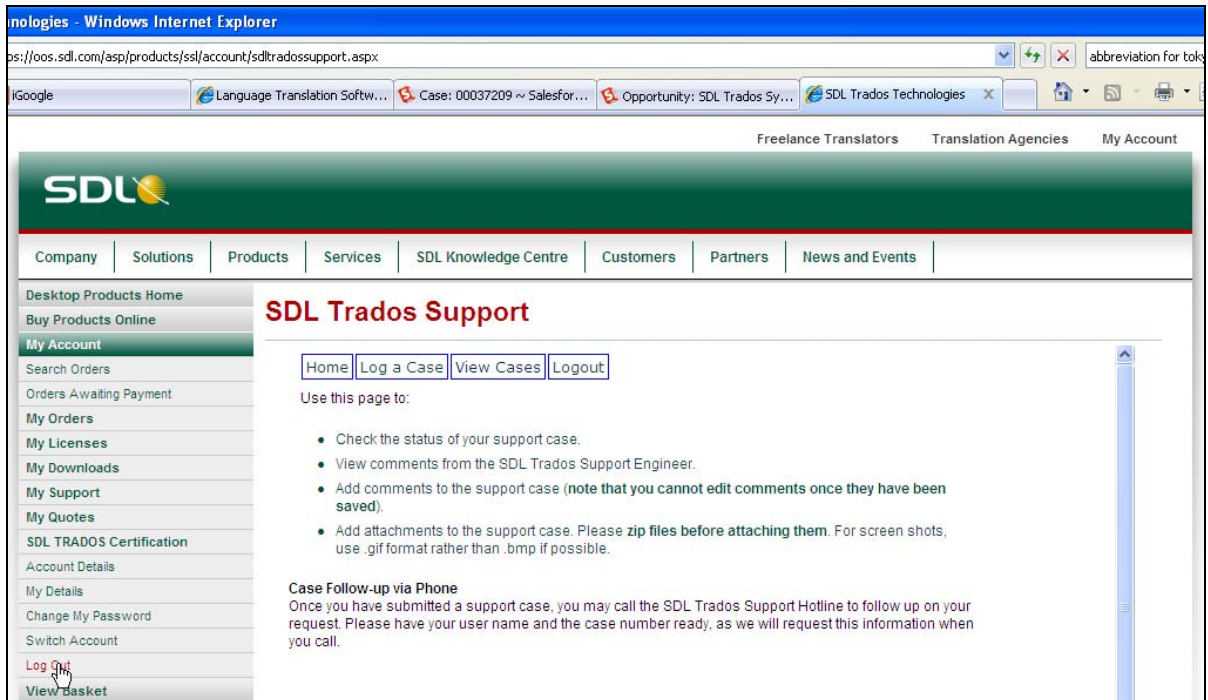 nologies - Windows Internet Explorer
ps://oos.sdl.com/asp/products/ssl/account/sdltradossupport.aspx
abbreviation for tok
iGoogle
Language Translation Softw...
Case: 00037209 ~ Salesfor...
Opportunity: SDL Trados Sy...
SDL Trados Technologies
Freelance Translators Translation Agencies My Account
SDL
Company Solutions Products Services SDL Knowledge Centre Customers Partners News and Events
Desktop Products Home
Buy Products Online
My Account
Search Orders
Orders Awaiting Payment
My Orders
My Licenses
My Downloads
My Support
My Quotes
SDL TRADOS Certification
Account Details
My Details
Change My Password
Switch Account
Log Out
View Basket
SDL Trados Support
Home Log a Case View Cases Logout
Use this page to:
Check the status of your support case.
View comments from the SDL Trados Support Engineer.
Add comments to the support case (note that you cannot edit comments once they have been
saved).
Add attachments to the support case. Please zip files before attaching them. For screen shots,
use .gif format rather than .bmp if possible.
Case Follow-up via Phone
Once you have submitted a support case, you may call the SDL Trados Support Hotline to follow up on your
request. Please have your user name and the case number ready, as we will request this information when
you call.